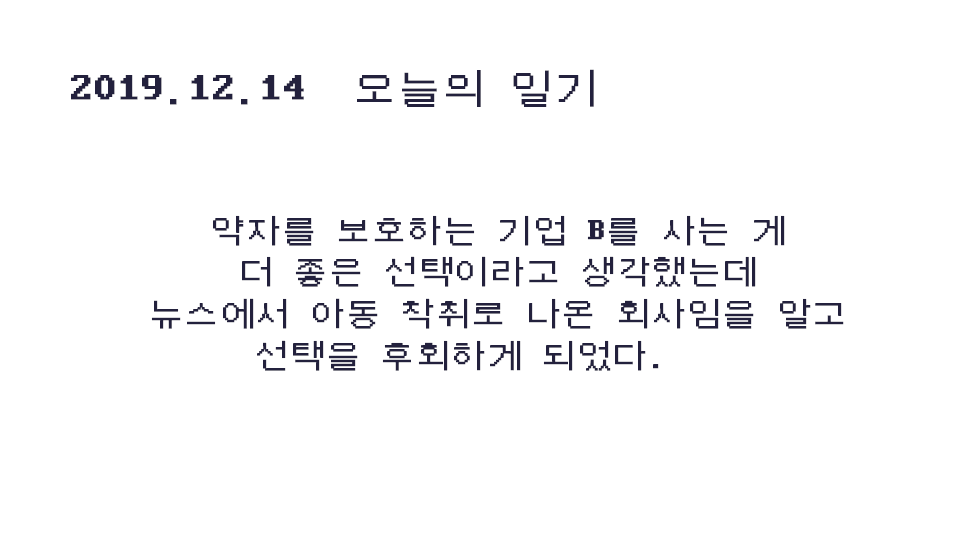 2019.12.14 오늘의 일기
약자를 보호하는 기업 B를 사는 게
더 좋은 선택이라고 생각했는데
뉴스에서 아동 착취로 나온 회사임을 알고
선택을 후회하게 되었다.